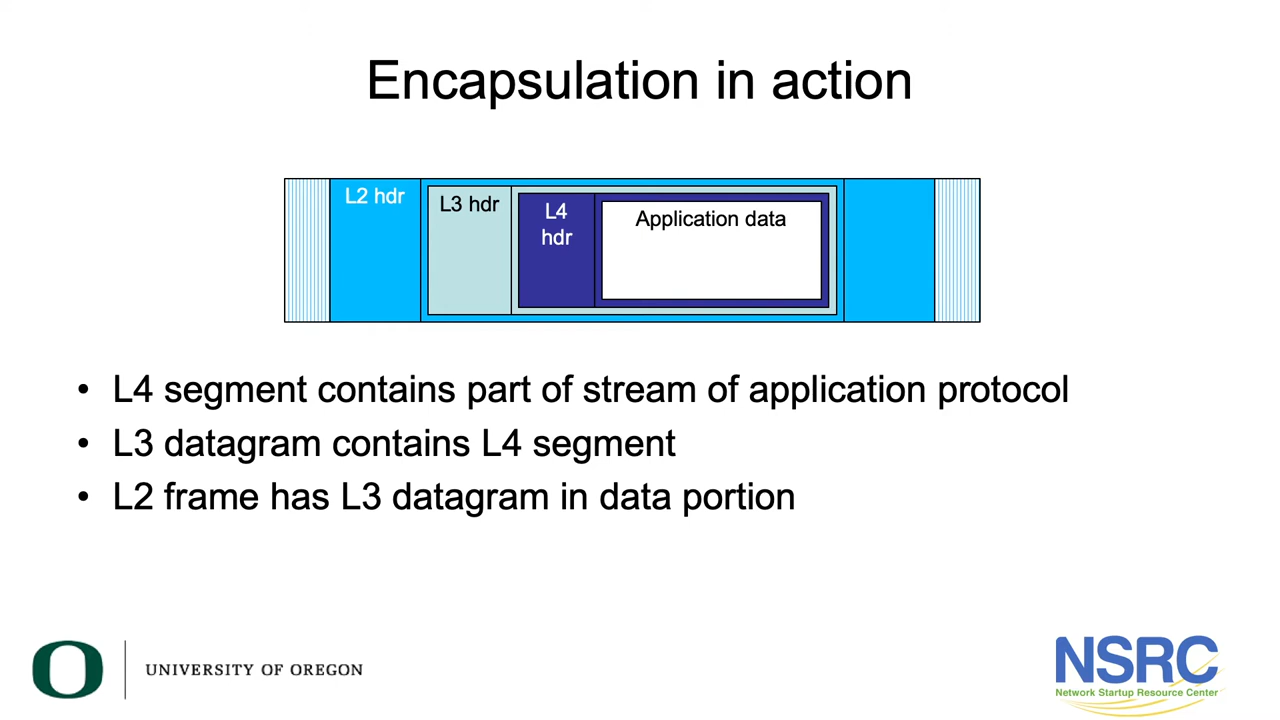 Encapsulation in action
L2 hdr
L3 hdr
L4
hdr
Application data
• L4 segment contains part of stream of application protocol
• L3 datagram contains L4 segment
• L2 frame has L3 datagram in data portion
O
UNIVERSITY OF OREGON
NSRC
Network Startup Resource Center